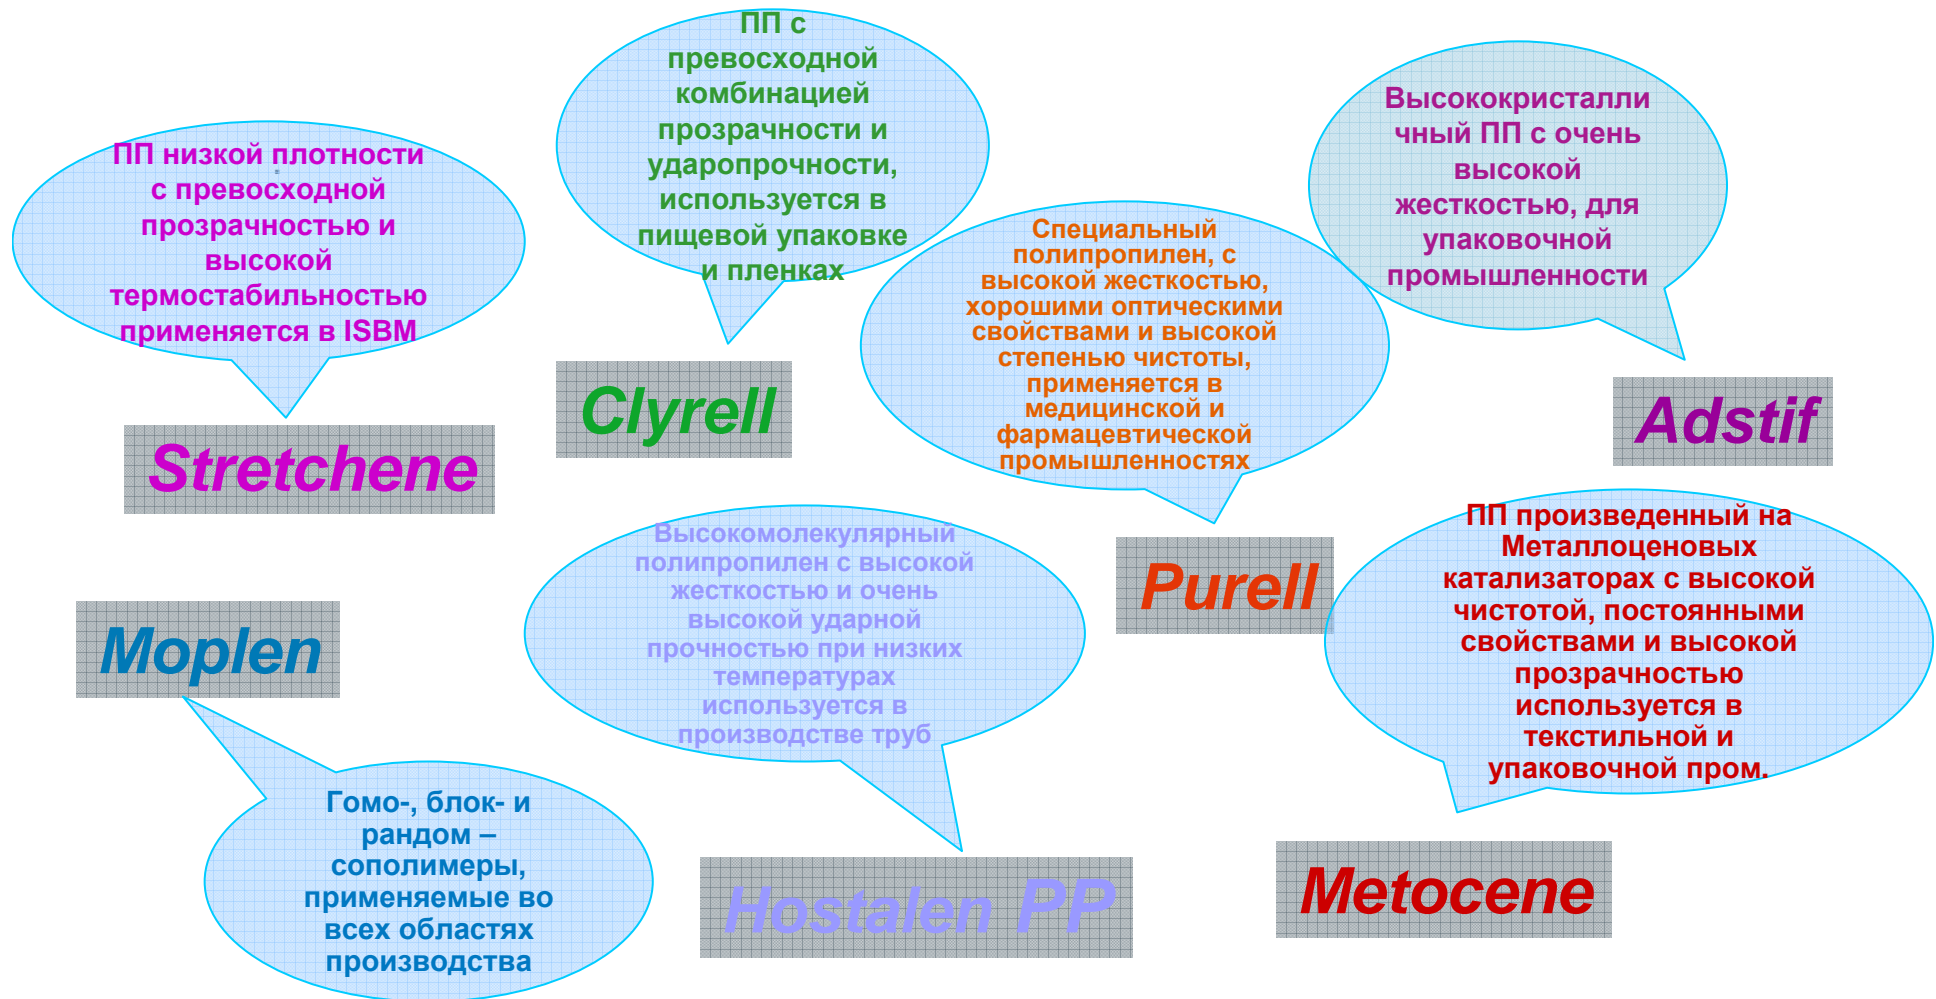 ПП с
превосходной
комбинацией
прозрачности и
ударопрочности,
используется в
пищевой упаковке
и пленках
Высококристалли
чный ПП с очень
высокой
жесткостью, для
упаковочной
промышленности
ПП низкой плотности
с превосходной
прозрачностью и
высокой
термостабильностью
применяется в ISBM
Специальный
полипропилен, с
высокой жесткостью,
хорошими оптическими
свойствами и высокой
степенью чистоты,
применяется в
медицинской и
фармацевтической
промышленностях
Clyrell
Adstif
Stretchene
Высокомолекулярный
полипропилен с высокой
жесткостью и очень
высокой ударной
прочностью при низких
температурах
используется в
производстве труб
Purell
ПП произведенный на
Металлоценовых
катализаторах с высокой
чистотой, постоянными
свойствами и высокой
прозрачностью
используется в
текстильной и
упаковочной пром.
Moplen
Гомо-, блок- и
рандом –
сополимеры,
применяемые во
всех областях
производства
Hostalen PP
Metocene